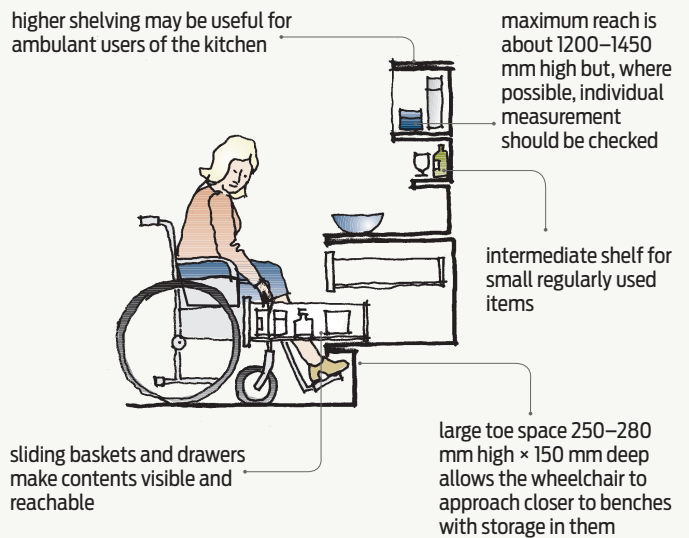 higher shelving may be useful for
ambulant users of the kitchen
maximum reach is
about 1200–1450
mm high but, where
possible, individual
measurement
should be checked
intermediate shelf for
small regularly used
items
sliding baskets and drawers
make contents visible and
reachable
large toe space 250–280
mm high × 150 mm deep
allows the wheelchair to
approach closer to benches
with storage in them